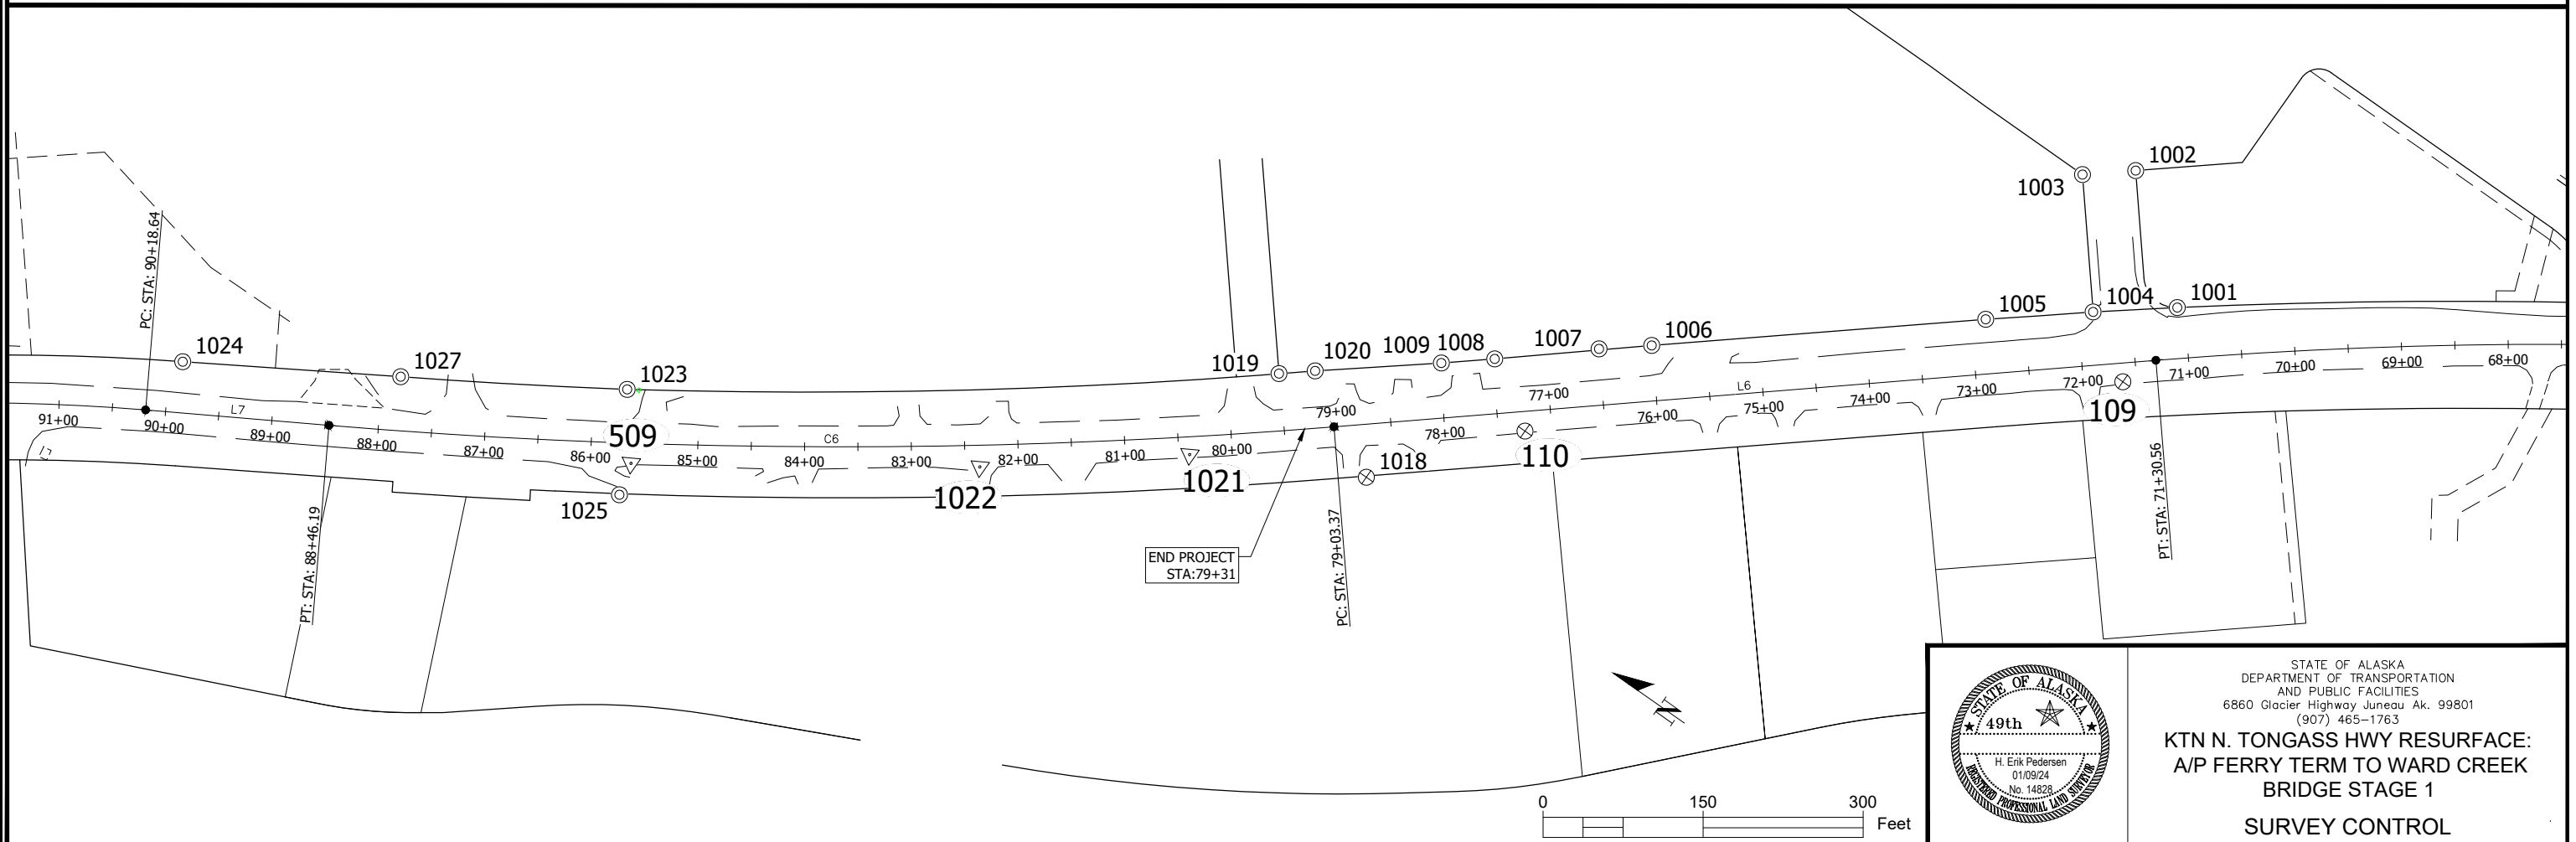 1002
1003
PC: STA: 90+18.64
1001
1004
1005
1006
1007
1008
1009
1020
1019
1024
1027
1023
68+00
69+00
70+00
71+00
72+00
73+00
74+00
L6
75+00
76+00
77+00
78+00
79+00
80+00
81+00
82+00
83+00
84+00
C6
85+00
86+00
87+00
88+00
89+00
L7
90+00
91+00
109
110
509
1018
1021
1022
1025
PT: STA: 88+46.19
PC: STA: 79+03.37
PT: STA: 71+30.56
END PROJECT
STA:79+31
N
0 150 300
Feet
STATE OF ALASKA
49th
H. Erik Pedersen
01/09/24
No. 14828
REGISTERED PROFESSIONAL LAND SURVEYOR
STATE OF ALASKA
DEPARTMENT OF TRANSPORTATION
AND PUBLIC FACILITIES
6860 Glacier Highway Juneau Ak. 99801
(907) 465-1763
KTN N. TONGASS HWY RESURFACE:
A/P FERRY TERM TO WARD CREEK
BRIDGE STAGE 1
SURVEY CONTROL